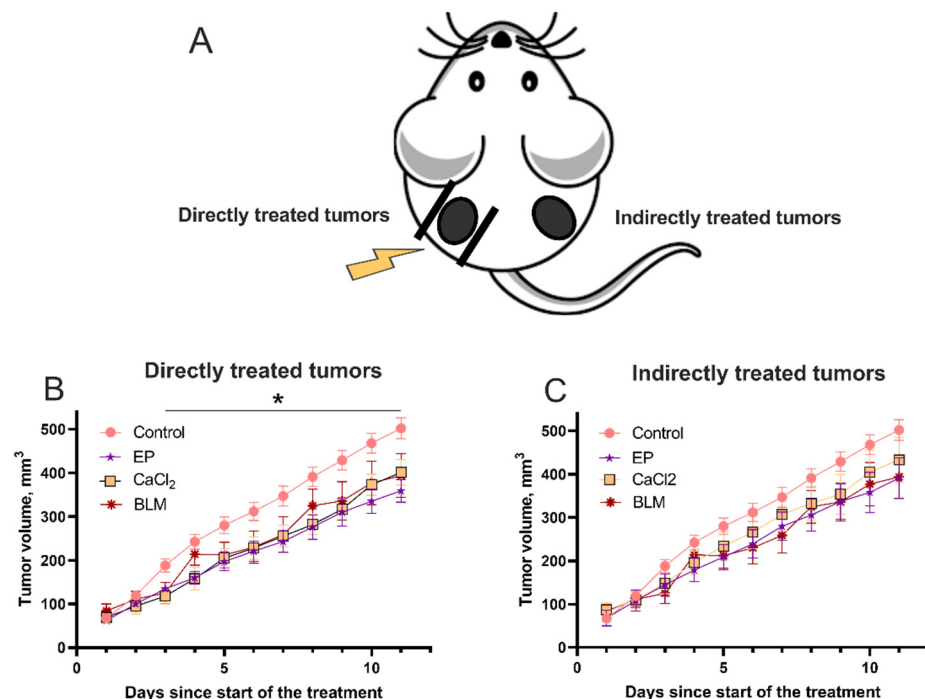 A
Directly treated tumors
Indirectly treated tumors
B
Directly treated tumors
*
Tumor volume, mm³
500
400
300
200
100
0
Control
EP
CaCl₂
BLM
0
5
10
Days since start of the treatment
C
Indirectly treated tumors
Tumor volume, mm³
500
400
300
200
100
0
Control
EP
CaCl2
BLM
0
5
10
Days since start of the treatment